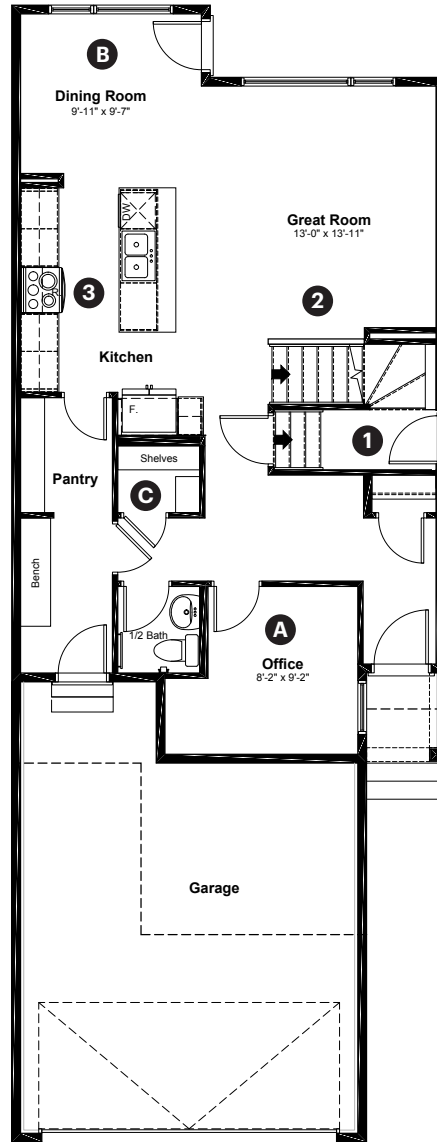 B
Dining Room
9'-11" x 9'-7"
DW
Great Room
13'-0" x 13'-11"
2
3
Kitchen
F.
1
Shelves
Pantry
C
Bench
1/2 Bath
A
Office
8'-2" x 9'-2"
Garage